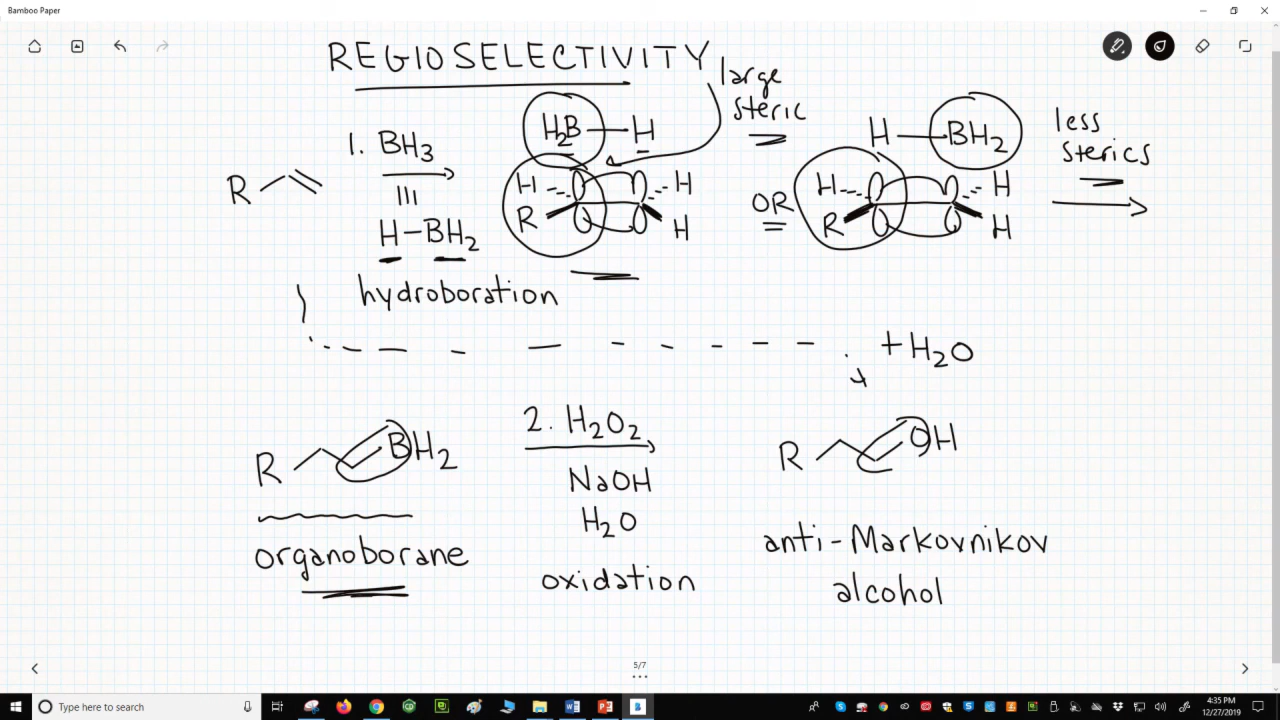 Bamboo Paper
REGIOSELECTIVITY
large
steric
less
sterics
1. BH3
H-BH2
hydroboration
R
H2B—H
H
H
R
H
OR
H—BH2
H
H
R
H
+H2O
R
BH2
organoborane
2. H2O2
NaOH
H2O
oxidation
R
OH
anti-Markovnikov
alcohol
5/7
Type here to search
4:35 PM
12/27/2019